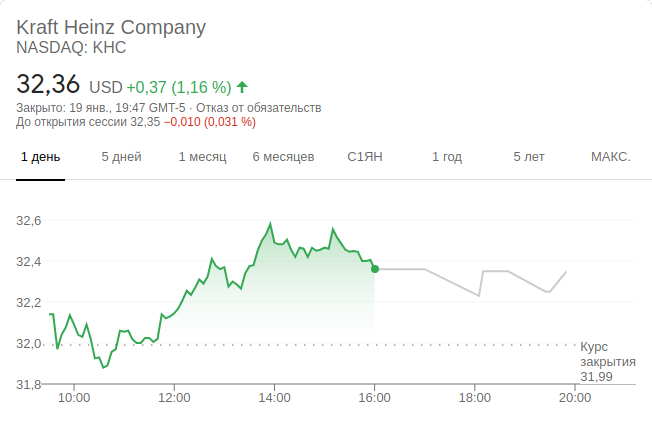 Kraft Heinz Company
NASDAQ: KHC
32,36 USD +0,37 (1,16 %)
Закрыто: 19 янв., 19:47 GMT-5 · Отказ от обязательств
До открытия сессии 32,35 −0,010 (0,031 %)
1 день 5 дней 1 месяц 6 месяцев С1ЯН 1 год 5 лет МАКС.
32,6
32,4
32,2
32,0
Курс
закрытия
31,99
31,8
10:00 12:00 14:00 16:00 18:00 20:00